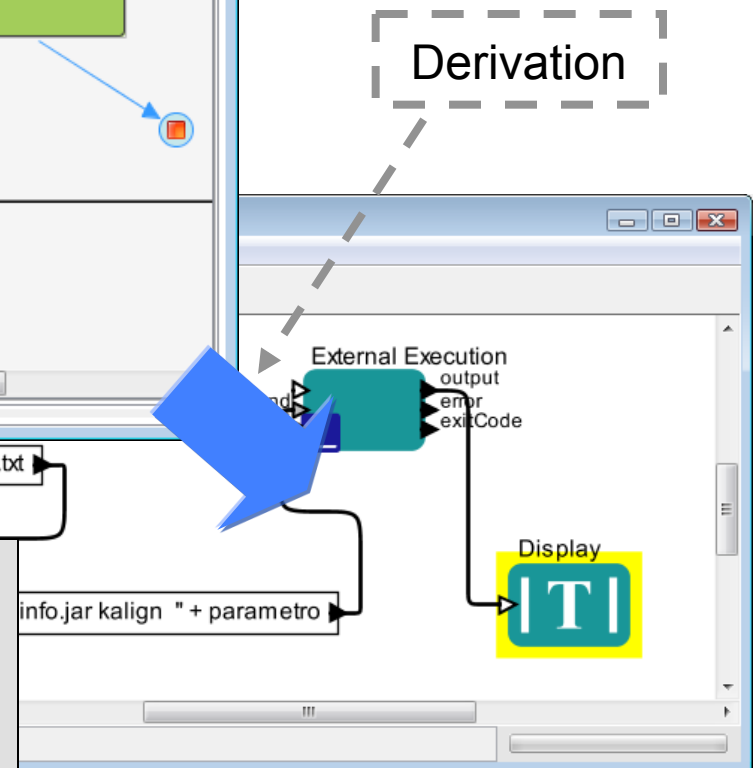 Derivation
External Execution
output
error
exitCode
.txt
Display
T
info.jar kalign " + parametro